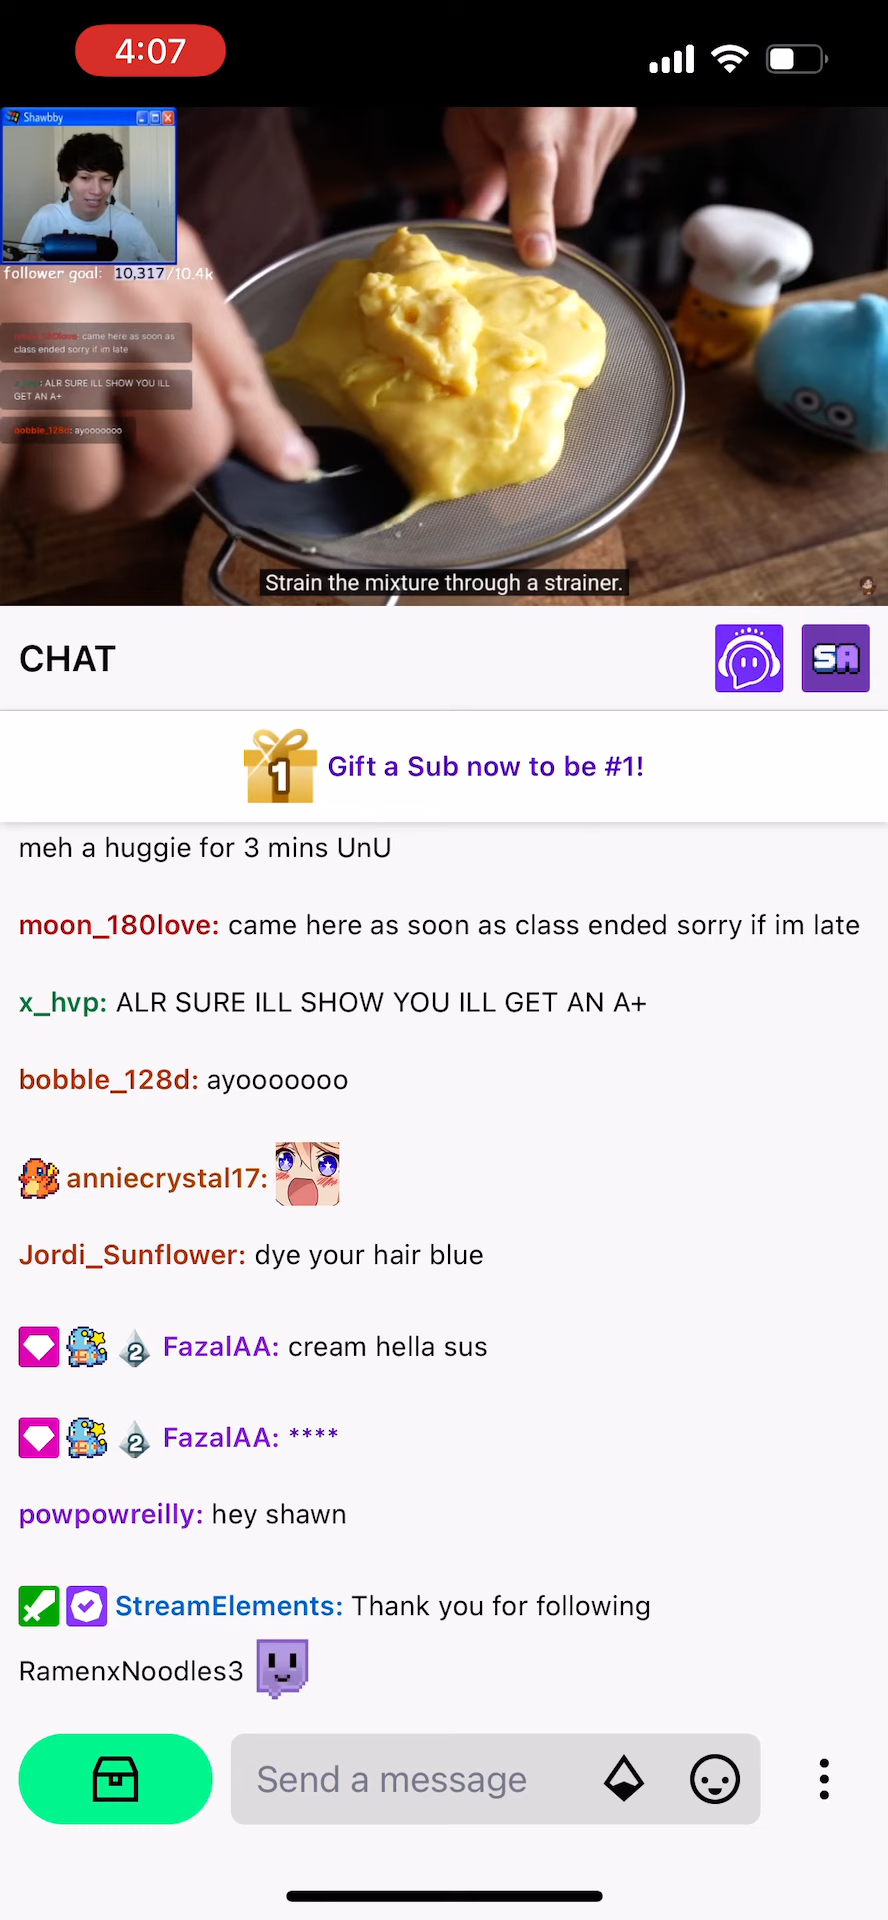 4:07
Shawbby
follower goal: 10,317/10.4k
came here as soon as
class ended sorry if im late
: ALR SURE ILL SHOW YOU ILL
GET AN A+
bobble_128d: ayooooooo
Strain the mixture through a strainer.
CHAT
SA
1
Gift a Sub now to be #1!
meh a huggie for 3 mins UnU
moon_180love: came here as soon as class ended sorry if im late
x_hvp: ALR SURE ILL SHOW YOU ILL GET AN A+
bobble_128d: ayooooooo
anniecrystal17:
Jordi_Sunflower: dye your hair blue
2 FazalAA: cream hella sus
2 FazalAA: ****
powpowreilly: hey shawn
StreamElements: Thank you for following
RamenxNoodles3
Send a message